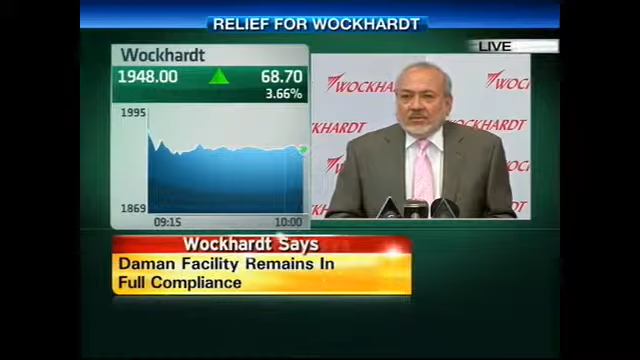 RELIEF FOR WOCKHARDT
LIVE
Wockhardt
1948.00 68.70
3.66%
1995
1869
09:15 10:00
WOCKHARDT
WOCK
WOCKHARDT
WOCKHARDT
WOCKHARDT
Wockhardt Says
Daman Facility Remains In
Full Compliance